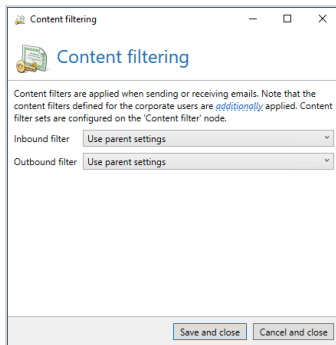 Content filtering
Content filtering
Content filters are applied when sending or receiving emails. Note that the
content filters defined for the corporate users are additionally applied. Content
filter sets are configured on the 'Content filter' node.
Inbound filter Use parent settings
Outbound filter Use parent settings
Save and close Cancel and close